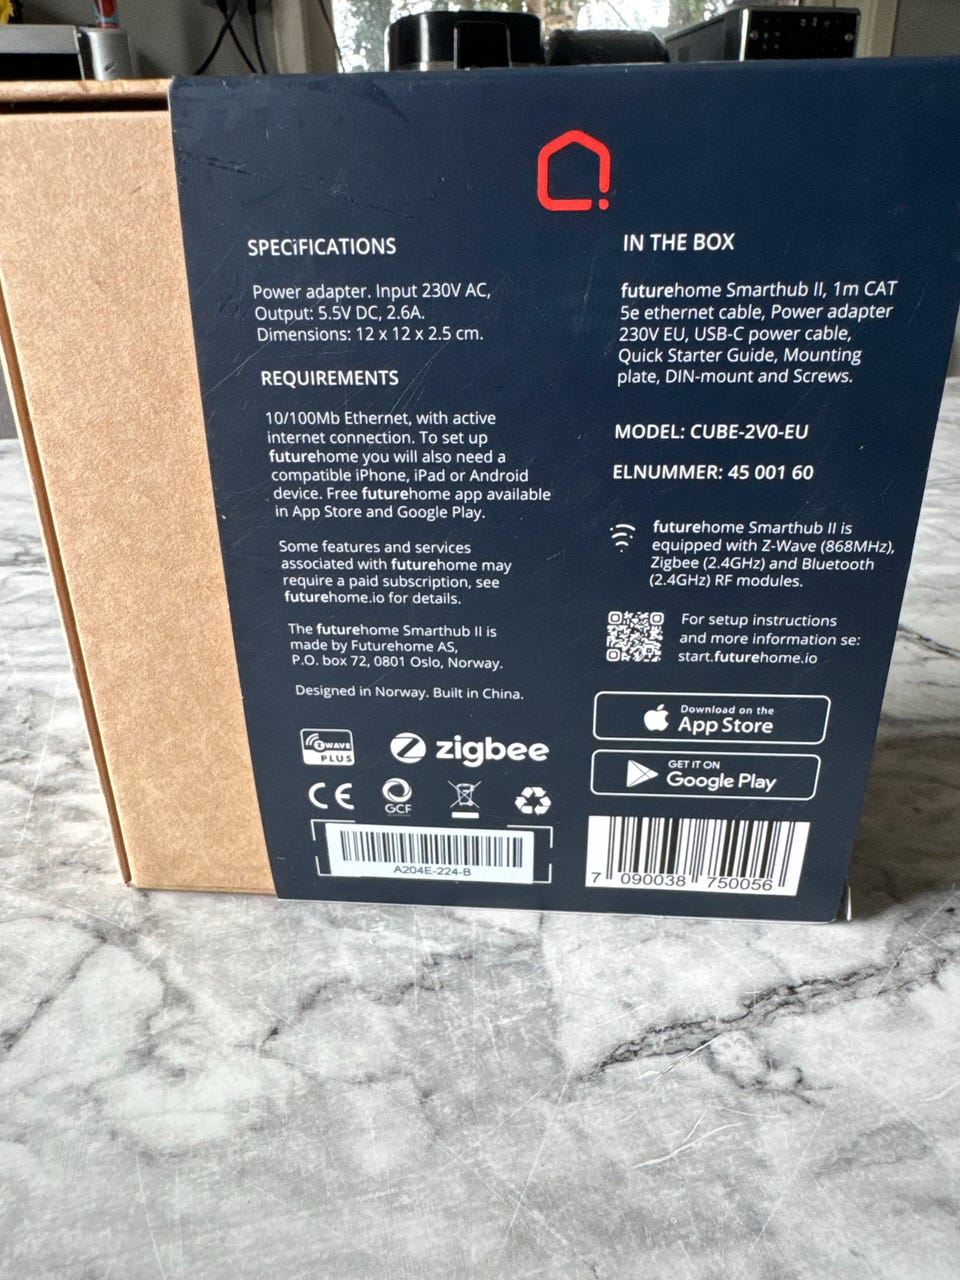 SPECiFICATIONS
Power adapter. Input 230V AC,
Output: 5.5V DC, 2.6A.
Dimensions: 12 x 12 x 2.5 cm.
REQUIREMENTS
10/100Mb Ethernet, with active
internet connection. To set up
futurehome you will also need a
compatible iPhone, iPad or Android
device. Free futurehome app available
in App Store and Google Play.
Some features and services
associated with futurehome may
require a paid subscription, see
futurehome.io for details.
The futurehome Smarthub II is
made by Futurehome AS,
P.O. box 72, 0801 Oslo, Norway.
Designed in Norway. Built in China.
Z WAVE
PLUS
zigbee
CE
GCF
A204E-224-B
IN THE BOX
futurehome Smarthub II, 1m CAT
5e ethernet cable, Power adapter
230V EU, USB-C power cable,
Quick Starter Guide, Mounting
plate, DIN-mount and Screws.
MODEL: CUBE-2V0-EU
ELNUMMER: 45 001 60
futurehome Smarthub II is
equipped with Z-Wave (868MHz),
Zigbee (2.4GHz) and Bluetooth
(2.4GHz) RF modules.
For setup instructions
and more information se:
start.futurehome.io
Download on the
App Store
GET IT ON
Google Play
7 090038 750056